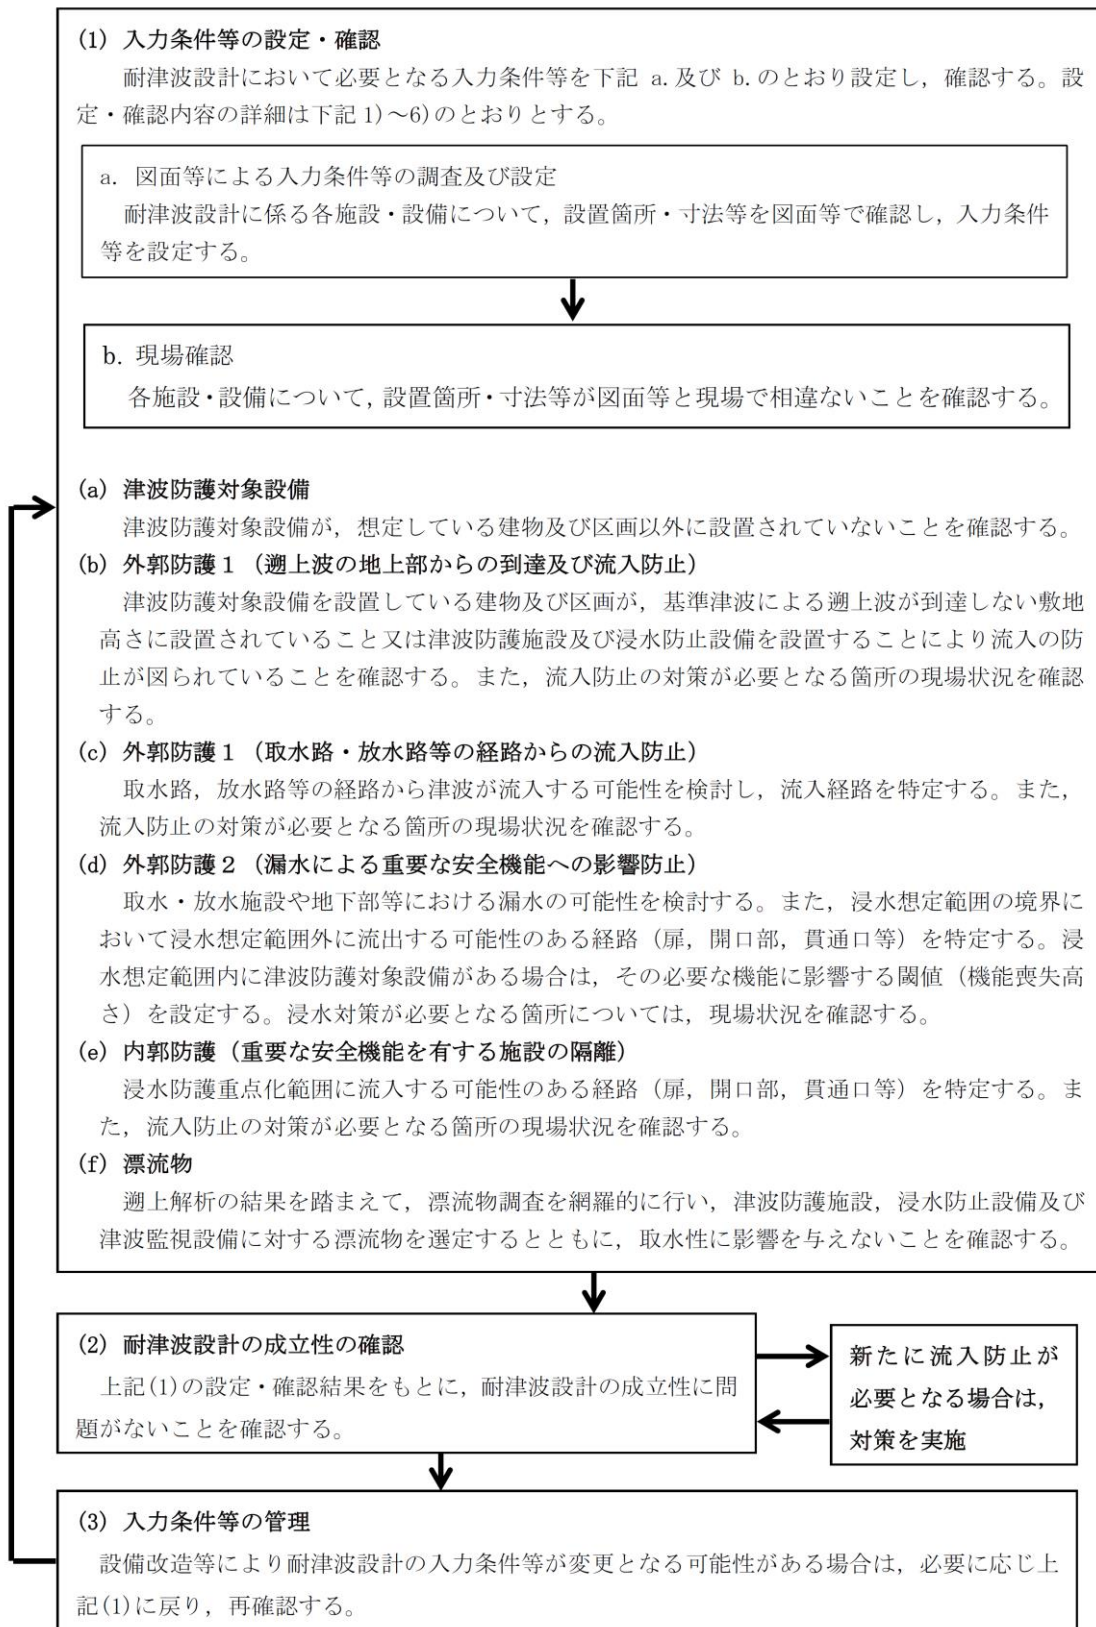 (1) 入力条件等の設定・確認
耐津波設計において必要となる入力条件等を下記 a.及び b.のとおり設定し，確認する。設
定・確認内容の詳細は下記 1)～6)のとおりとする。
a. 図面等による入力条件等の調査及び設定
耐津波設計に係る各施設・設備について，設置箇所・寸法等を図面等で確認し，入力条件
等を設定する。
b. 現場確認
各施設・設備について，設置箇所・寸法等が図面等と現場で相違ないことを確認する。
(a) 津波防護対象設備
津波防護対象設備が，想定している建物及び区画以外に設置されていないことを確認する。
(b) 外郭防護１（遡上波の地上部からの到達及び流入防止）
津波防護対象設備を設置している建物及び区画が，基準津波による遡上波が到達しない敷地
高さに設置されていること又は津波防護施設及び浸水防止設備を設置することにより流入の防
止が図られていることを確認する。また，流入防止の対策が必要となる箇所の現場状況を確認
する。
(c) 外郭防護１（取水路・放水路等の経路からの流入防止）
取水路，放水路等の経路から津波が流入する可能性を検討し，流入経路を特定する。また，
流入防止の対策が必要となる箇所の現場状況を確認する。
(d) 外郭防護２（漏水による重要な安全機能への影響防止）
取水・放水施設や地下部等における漏水の可能性を検討する。また，浸水想定範囲の境界に
おいて浸水想定範囲外に流出する可能性のある経路（扉，開口部，貫通口等）を特定する。浸
水想定範囲内に津波防護対象設備がある場合は，その必要な機能に影響する閾値（機能喪失高
さ）を設定する。浸水対策が必要となる箇所については，現場状況を確認する。
(e) 内郭防護（重要な安全機能を有する施設の隔離）
浸水防護重点化範囲に流入する可能性のある経路（扉，開口部，貫通口等）を特定する。ま
た，流入防止の対策が必要となる箇所の現場状況を確認する。
(f) 漂流物
遡上解析の結果を踏まえて，漂流物調査を網羅的に行い，津波防護施設，浸水防止設備及び
津波監視設備に対する漂流物を選定するとともに，取水性に影響を与えないことを確認する。
(2) 耐津波設計の成立性の確認
上記(1)の設定・確認結果をもとに，耐津波設計の成立性に問
題がないことを確認する。
新たに流入防止が
必要となる場合は，
対策を実施
(3) 入力条件等の管理
設備改造等により耐津波設計の入力条件等が変更となる可能性がある場合は，必要に応じ上
記(1)に戻り，再確認する。